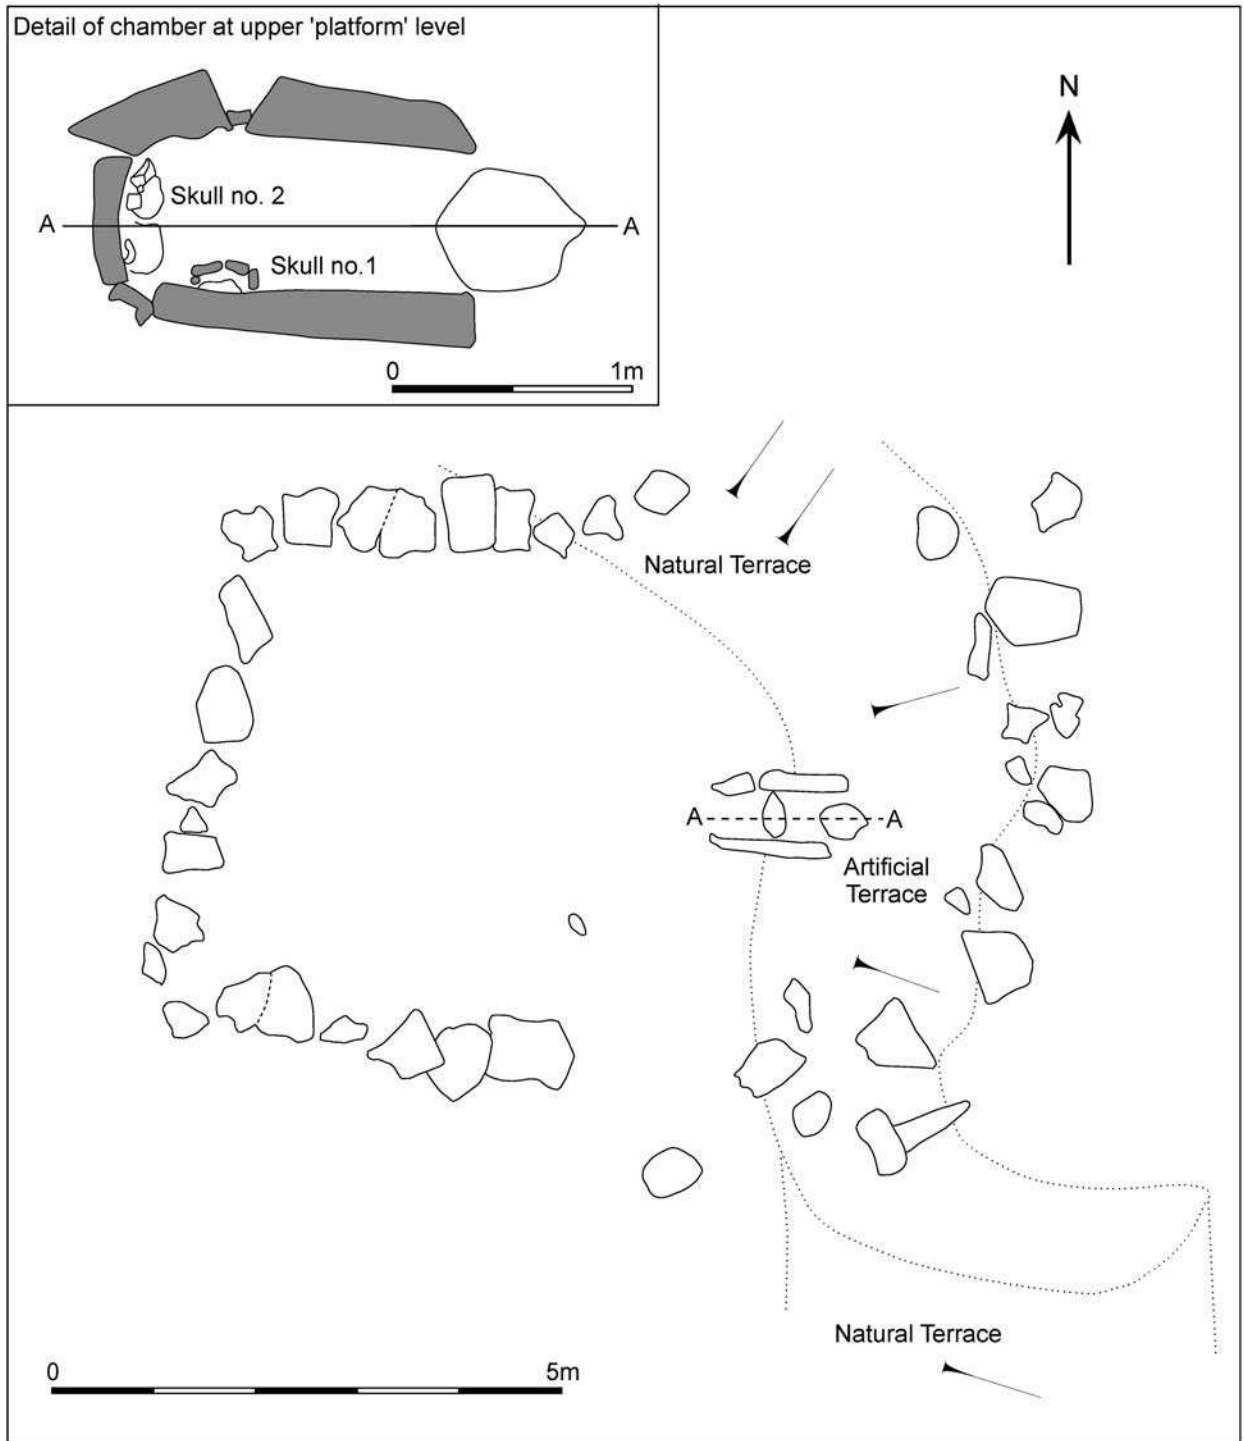 Detail of chamber at upper 'platform' level
N
Skull no. 2
A
A
Skull no.1
0
1m
Natural Terrace
A
A
Artificial
Terrace
Natural Terrace
0
5m